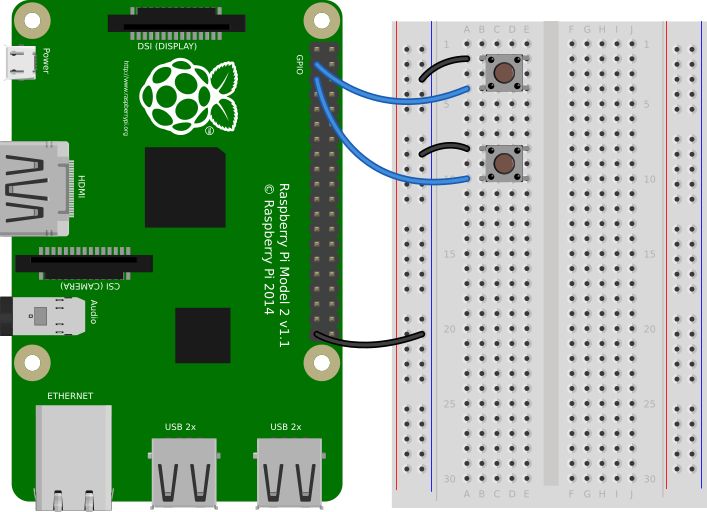 DSI (DISPLAY)
Power
http://www.raspberrypi.org
GPIO
®
HDMI
Raspberry Pi Model 2 v1.1
© Raspberry Pi 2014
CSI (CAMERA)
Audio
ETHERNET
USB 2x
USB 2x
A B C D E F G H I J
1 1
5 5
10 10
15 15
20 20
25 25
30 30
A B C D E F G H I J